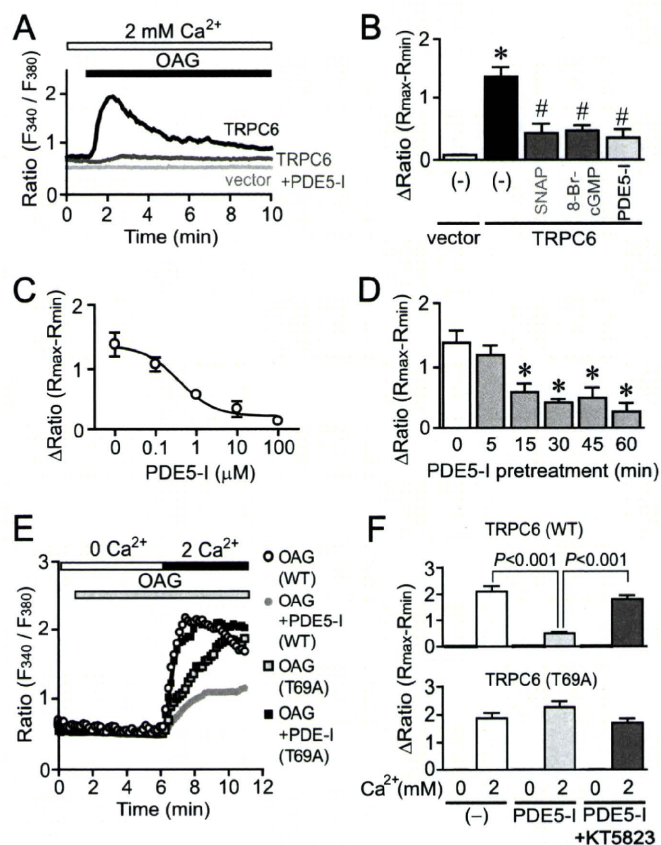 A
2 mM Ca2+
OAG
Ratio (F340 / F380)
2
1
0
TRPC6
TRPC6
+PDE5-I
vector
0 2 4 6 8 10
Time (min)
B
ΔRatio (Rmax-Rmin)
2
1
0
*
#
#
#
(-)
(-)
SNAP
8-Br-
cGMP
PDE5-I
vector
TRPC6
C
ΔRatio (Rmax-Rmin)
2
1
0
0 0.1 1 10 100
PDE5-I (μM)
D
ΔRatio (Rmax-Rmin)
2
1
0
* * * *
0 5 15 30 45 60
PDE5-I pretreatment (min)
E
0 Ca2+ 2 Ca2+
OAG
Ratio (F340 / F380)
3
2
1
0
0 2 4 6 8 10 12
Time (min)
OAG
(WT)
OAG
+PDE5-I
(WT)
OAG
(T69A)
OAG
+PDE-I
(T69A)
F
TRPC6 (WT)
P<0.001 P<0.001
3
2
1
0
ΔRatio (Rmax-Rmin)
TRPC6 (T69A)
3
2
1
0
Ca2+(mM) 0 2 0 2 0 2
(−) PDE5-I PDE5-I
+KT5823